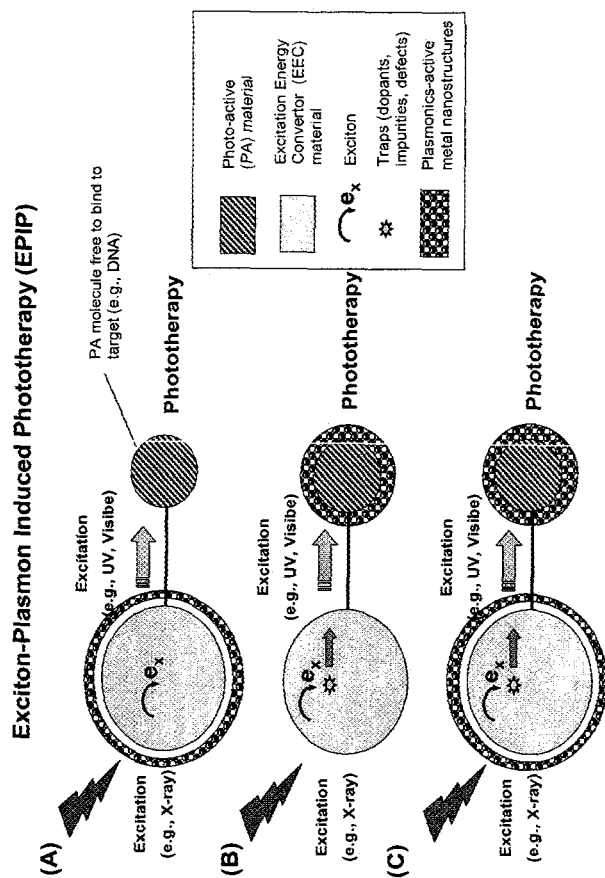 Exciton-Plasmon Induced Phototherapy (EPIP)
(A)
Excitation
(e.g., X-ray)
e x
Excitation
(e.g., UV, Visibe)
PA molecule free to bind to
target (e.g., DNA)
Phototherapy
(B)
Excitation
(e.g., X-ray)
e x
Excitation
(e.g., UV, Visibe)
Phototherapy
(C)
Excitation
(e.g., X-ray)
e x
Excitation
(e.g., UV, Visibe)
Phototherapy
Photo-active
(PA) material
Excitation Energy
Convertor (EEC)
material
e x
Exciton
Traps (dopants,
impurities, defects)
Plasmonics-active
metal nanostructures